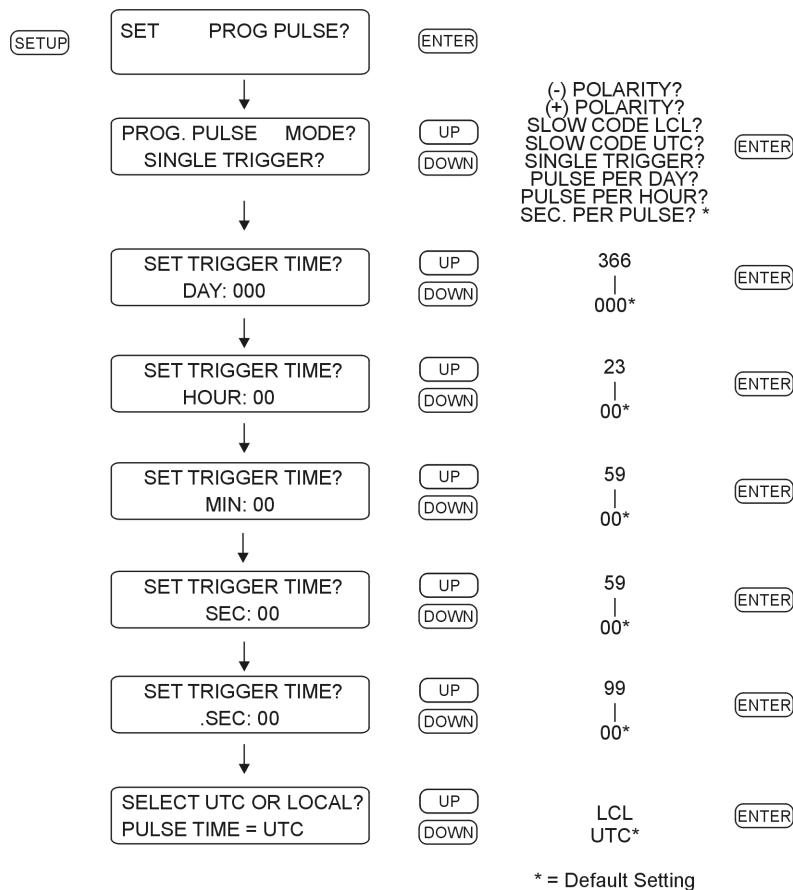 SETUP
SET PROG PULSE?
ENTER
PROG. PULSE MODE?
SINGLE TRIGGER?
UP
DOWN
(-) POLARITY?
(+) POLARITY?
SLOW CODE LCL?
SLOW CODE UTC?
SINGLE TRIGGER?
PULSE PER DAY?
PULSE PER HOUR?
SEC. PER PULSE? *
ENTER
SET TRIGGER TIME?
DAY: 000
UP
DOWN
366
|
000*
ENTER
SET TRIGGER TIME?
HOUR: 00
UP
DOWN
23
|
00*
ENTER
SET TRIGGER TIME?
MIN: 00
UP
DOWN
59
|
00*
ENTER
SET TRIGGER TIME?
SEC: 00
UP
DOWN
59
|
00*
ENTER
SET TRIGGER TIME?
.SEC: 00
UP
DOWN
99
|
00*
ENTER
SELECT UTC OR LOCAL?
PULSE TIME = UTC
UP
DOWN
LCL
UTC*
ENTER
* = Default Setting